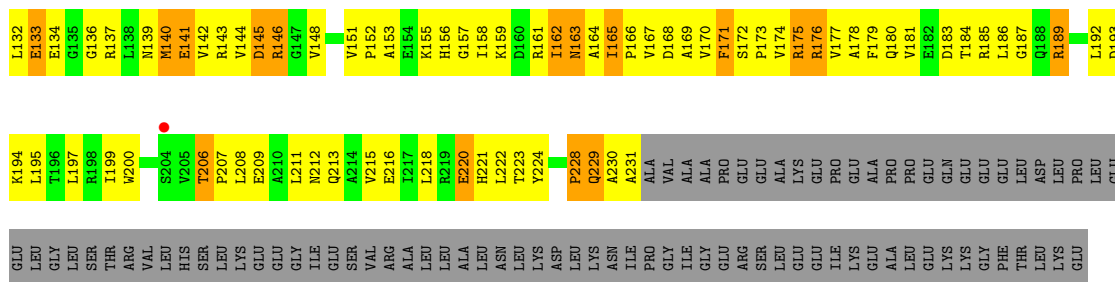 L132 E133 E134 G135 G136 R137 L138 N139 M140 E141 V142 R143 V144 D145 R146 G147 V148 V151 P152 A153 E154 K155 H156 G157 I158 K159 D160 R161 I162 N163 A164 I165 P166 V167 D168 A169 V170 F171 S172 P173 V174 R175 R176 V177 A178 F179 Q180 V181 E182 D183 T184 R185 L186 G187 Q188 R189 L192 D193
K194 L195 T196 L197 R198 I199 W200 S204 V205 T206 P207 L208 E209 A210 L211 N212 Q213 A214 V215 E216 I217 L218 R219 E220 H221 L222 T223 Y224 P228 Q229 A230 A231 ALA VAL ALA ALA PRO GLU GLU ALA LYS GLU PRO GLU ALA PRO PRO GLU GLN GLU GLU GLU LEU ASP LEU PRO LEU GLU
GLU LEU GLY LEU SER THR ARG VAL LEU HIS SER LEU LYS GLU GLU GLY ILE GLU SER VAL ARG ALA LEU LEU ALA LEU ASN LEU LYS ASP LEU LYS ASN ILE PRO GLY ILE GLY GLU ARG SER LEU GLU GLU ILE LYS GLU ALA LEU GLU LYS LYS GLY PHE THR LEU LYS GLU